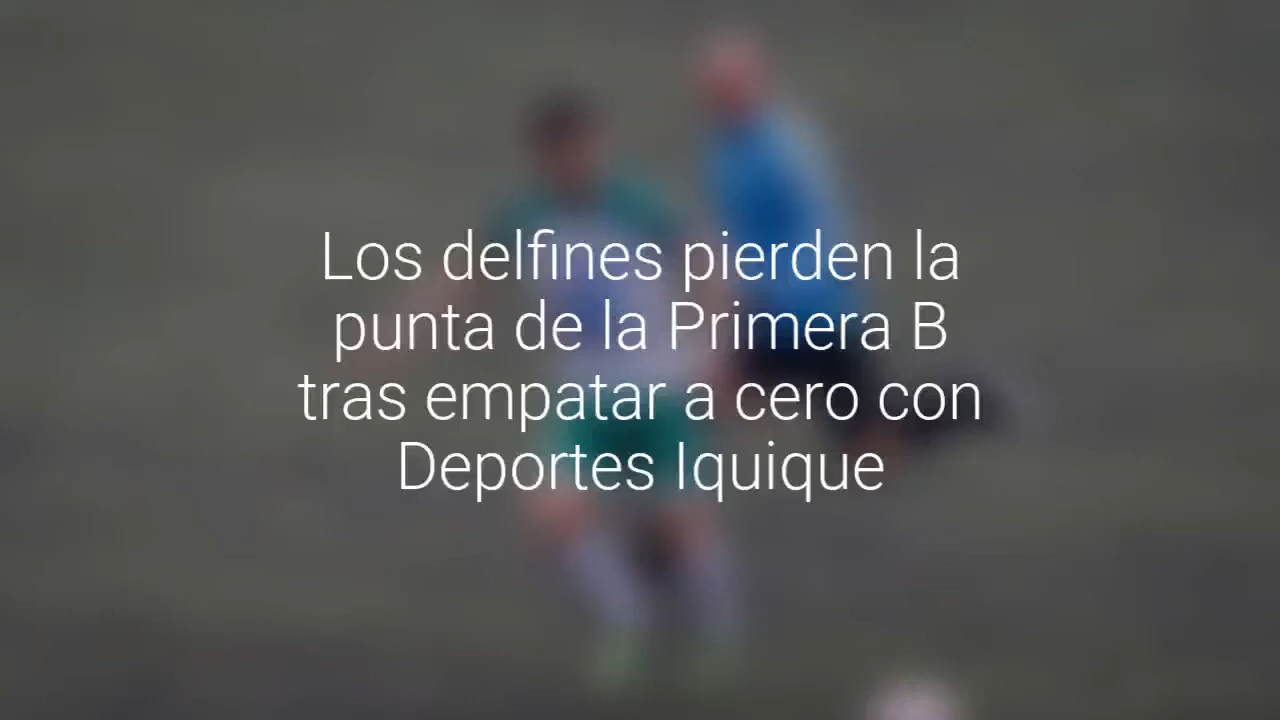 Los delfines pierden la
punta de la Primera B
tras empatar a cero con
Deportes Iquique